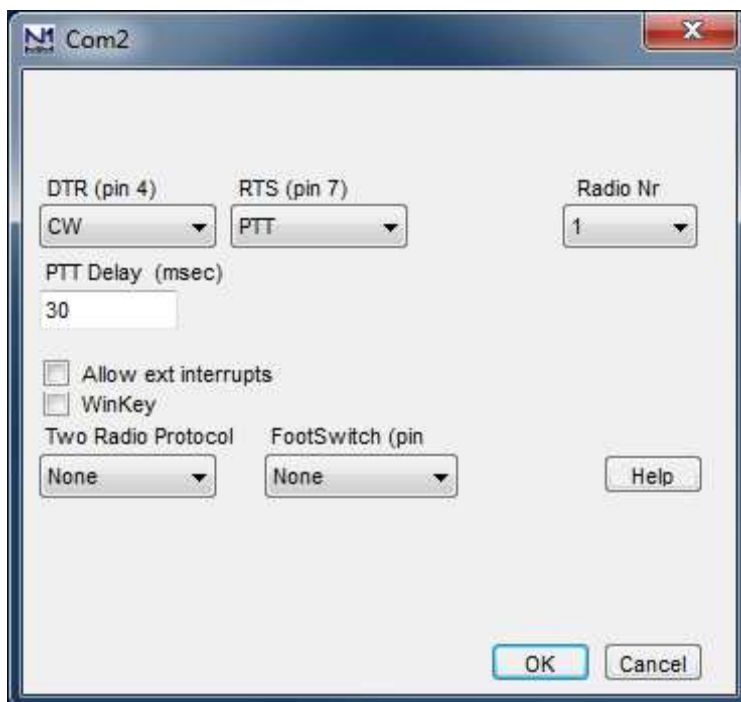 N1 Com2
DTR (pin 4) RTS (pin 7) Radio Nr
CW PTT 1
PTT Delay (msec)
30
Allow ext interrupts
WinKey
Two Radio Protocol FootSwitch (pin
None None Help
OK Cancel